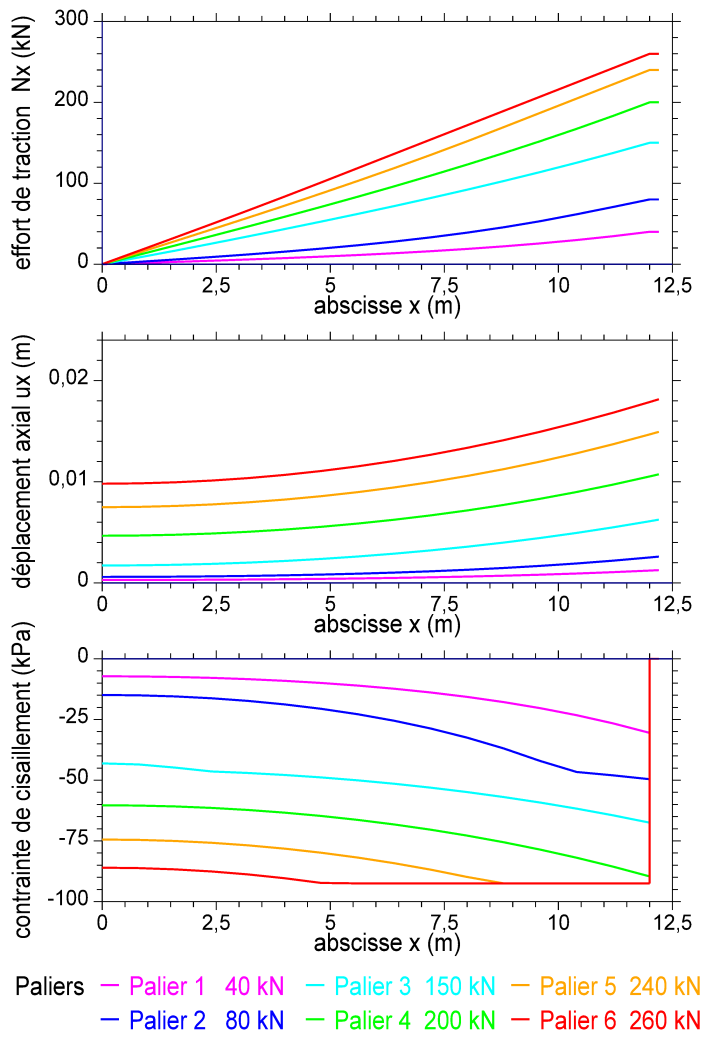 effort de traction Nx (kN)
300
200
100
0
0 2,5 5 7,5 10 12,5
abscisse x (m)
déplacement axial ux (m)
0,02
0,01
0
0 2,5 5 7,5 10 12,5
abscisse x (m)
contrainte de cisaillement (kPa)
0
-25
-50
-75
-100
0 2,5 5 7,5 10 12,5
abscisse x (m)
Paliers Palier 1 40 kN Palier 3 150 kN Palier 5 240 kN
Palier 2 80 kN Palier 4 200 kN Palier 6 260 kN